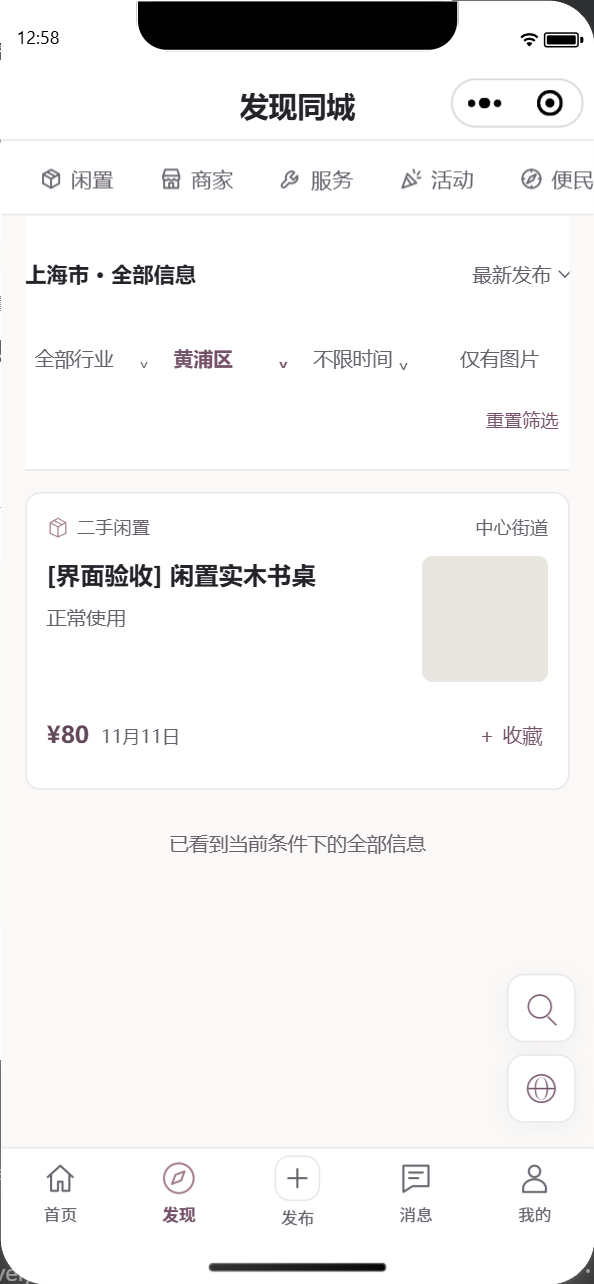 12:58
发现同城
闲置 商家 服务 活动 便民
上海市·全部信息 最新发布
全部行业 黄浦区 不限时间 仅有图片
重置筛选
二手闲置 中心街道
[界面验收] 闲置实木书桌
正常使用
¥80 11月11日 + 收藏
已看到当前条件下的全部信息
首页 发现 发布 消息 我的